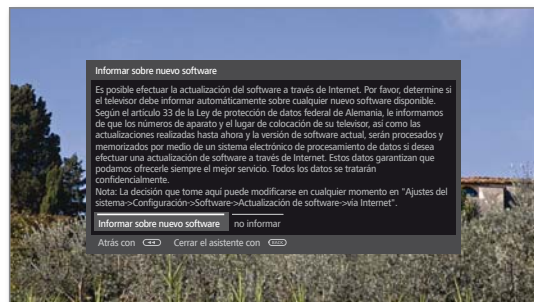 Informar sobre nuevo software
Es posible efectuar la actualización del software a través de Internet. Por favor, determine si
el televisor debe informar automáticamente sobre cualquier nuevo software disponible.
Según el artículo 33 de la Ley de protección de datos federal de Alemania, le informamos
de que los números de aparato y el lugar de colocación de su televisor, así como las
actualizaciones realizadas hasta ahora y la versión de software actual, serán procesados y
memorizados por medio de un sistema electrónico de procesamiento de datos si desea
efectuar una actualización de software a través de Internet. Estos datos garantizan que
podamos ofrecerle siempre el mejor servicio. Todos los datos se tratarán
confidencialmente.
Nota: La decisión que tome aquí puede modificarse en cualquier momento en "Ajustes del
sistema->Configuración->Software->Actualización de software->vía Internet".
Informar sobre nuevo software no informar
Atrás con Cerrar el asistente con